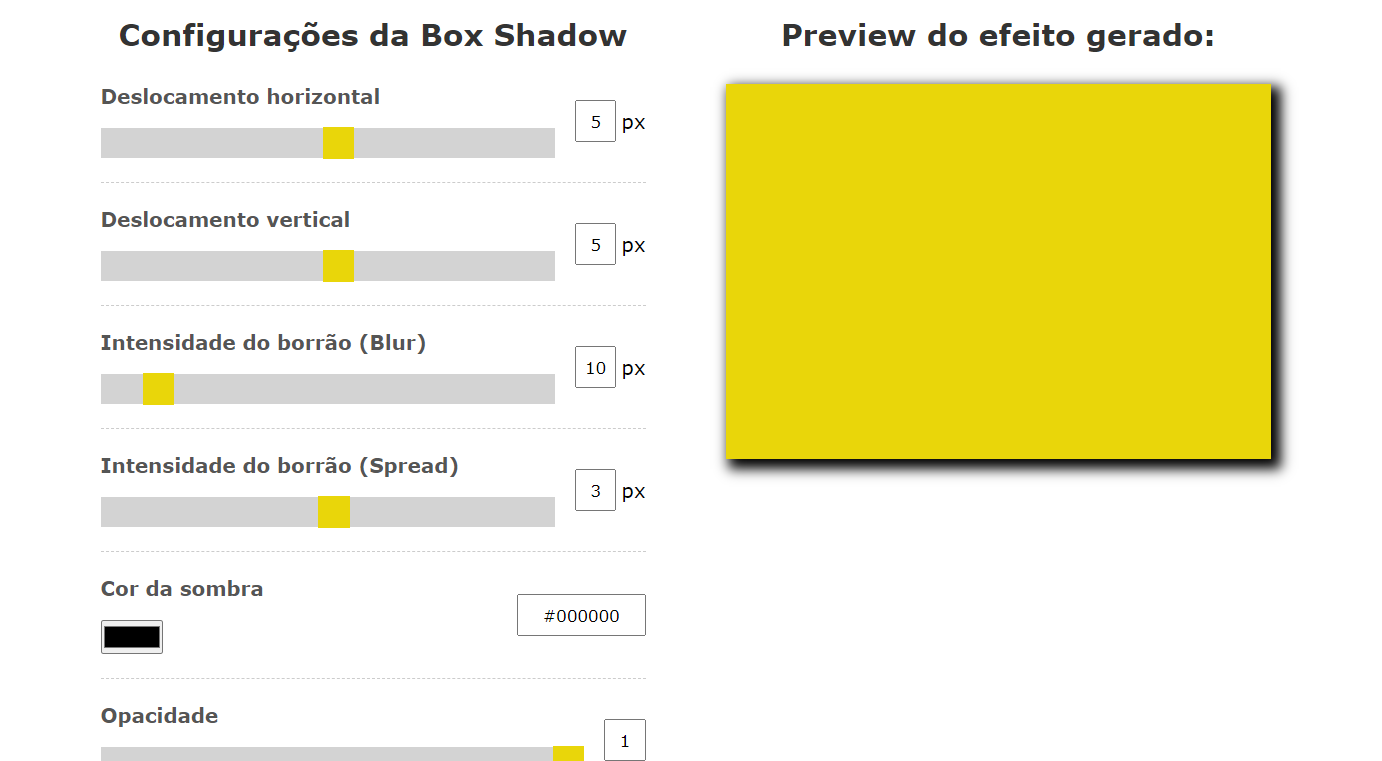 Configurações da Box Shadow
Deslocamento horizontal
5 px
Deslocamento vertical
5 px
Intensidade do borrão (Blur)
10 px
Intensidade do borrão (Spread)
3 px
Cor da sombra
#000000
Opacidade
1
Preview do efeito gerado: